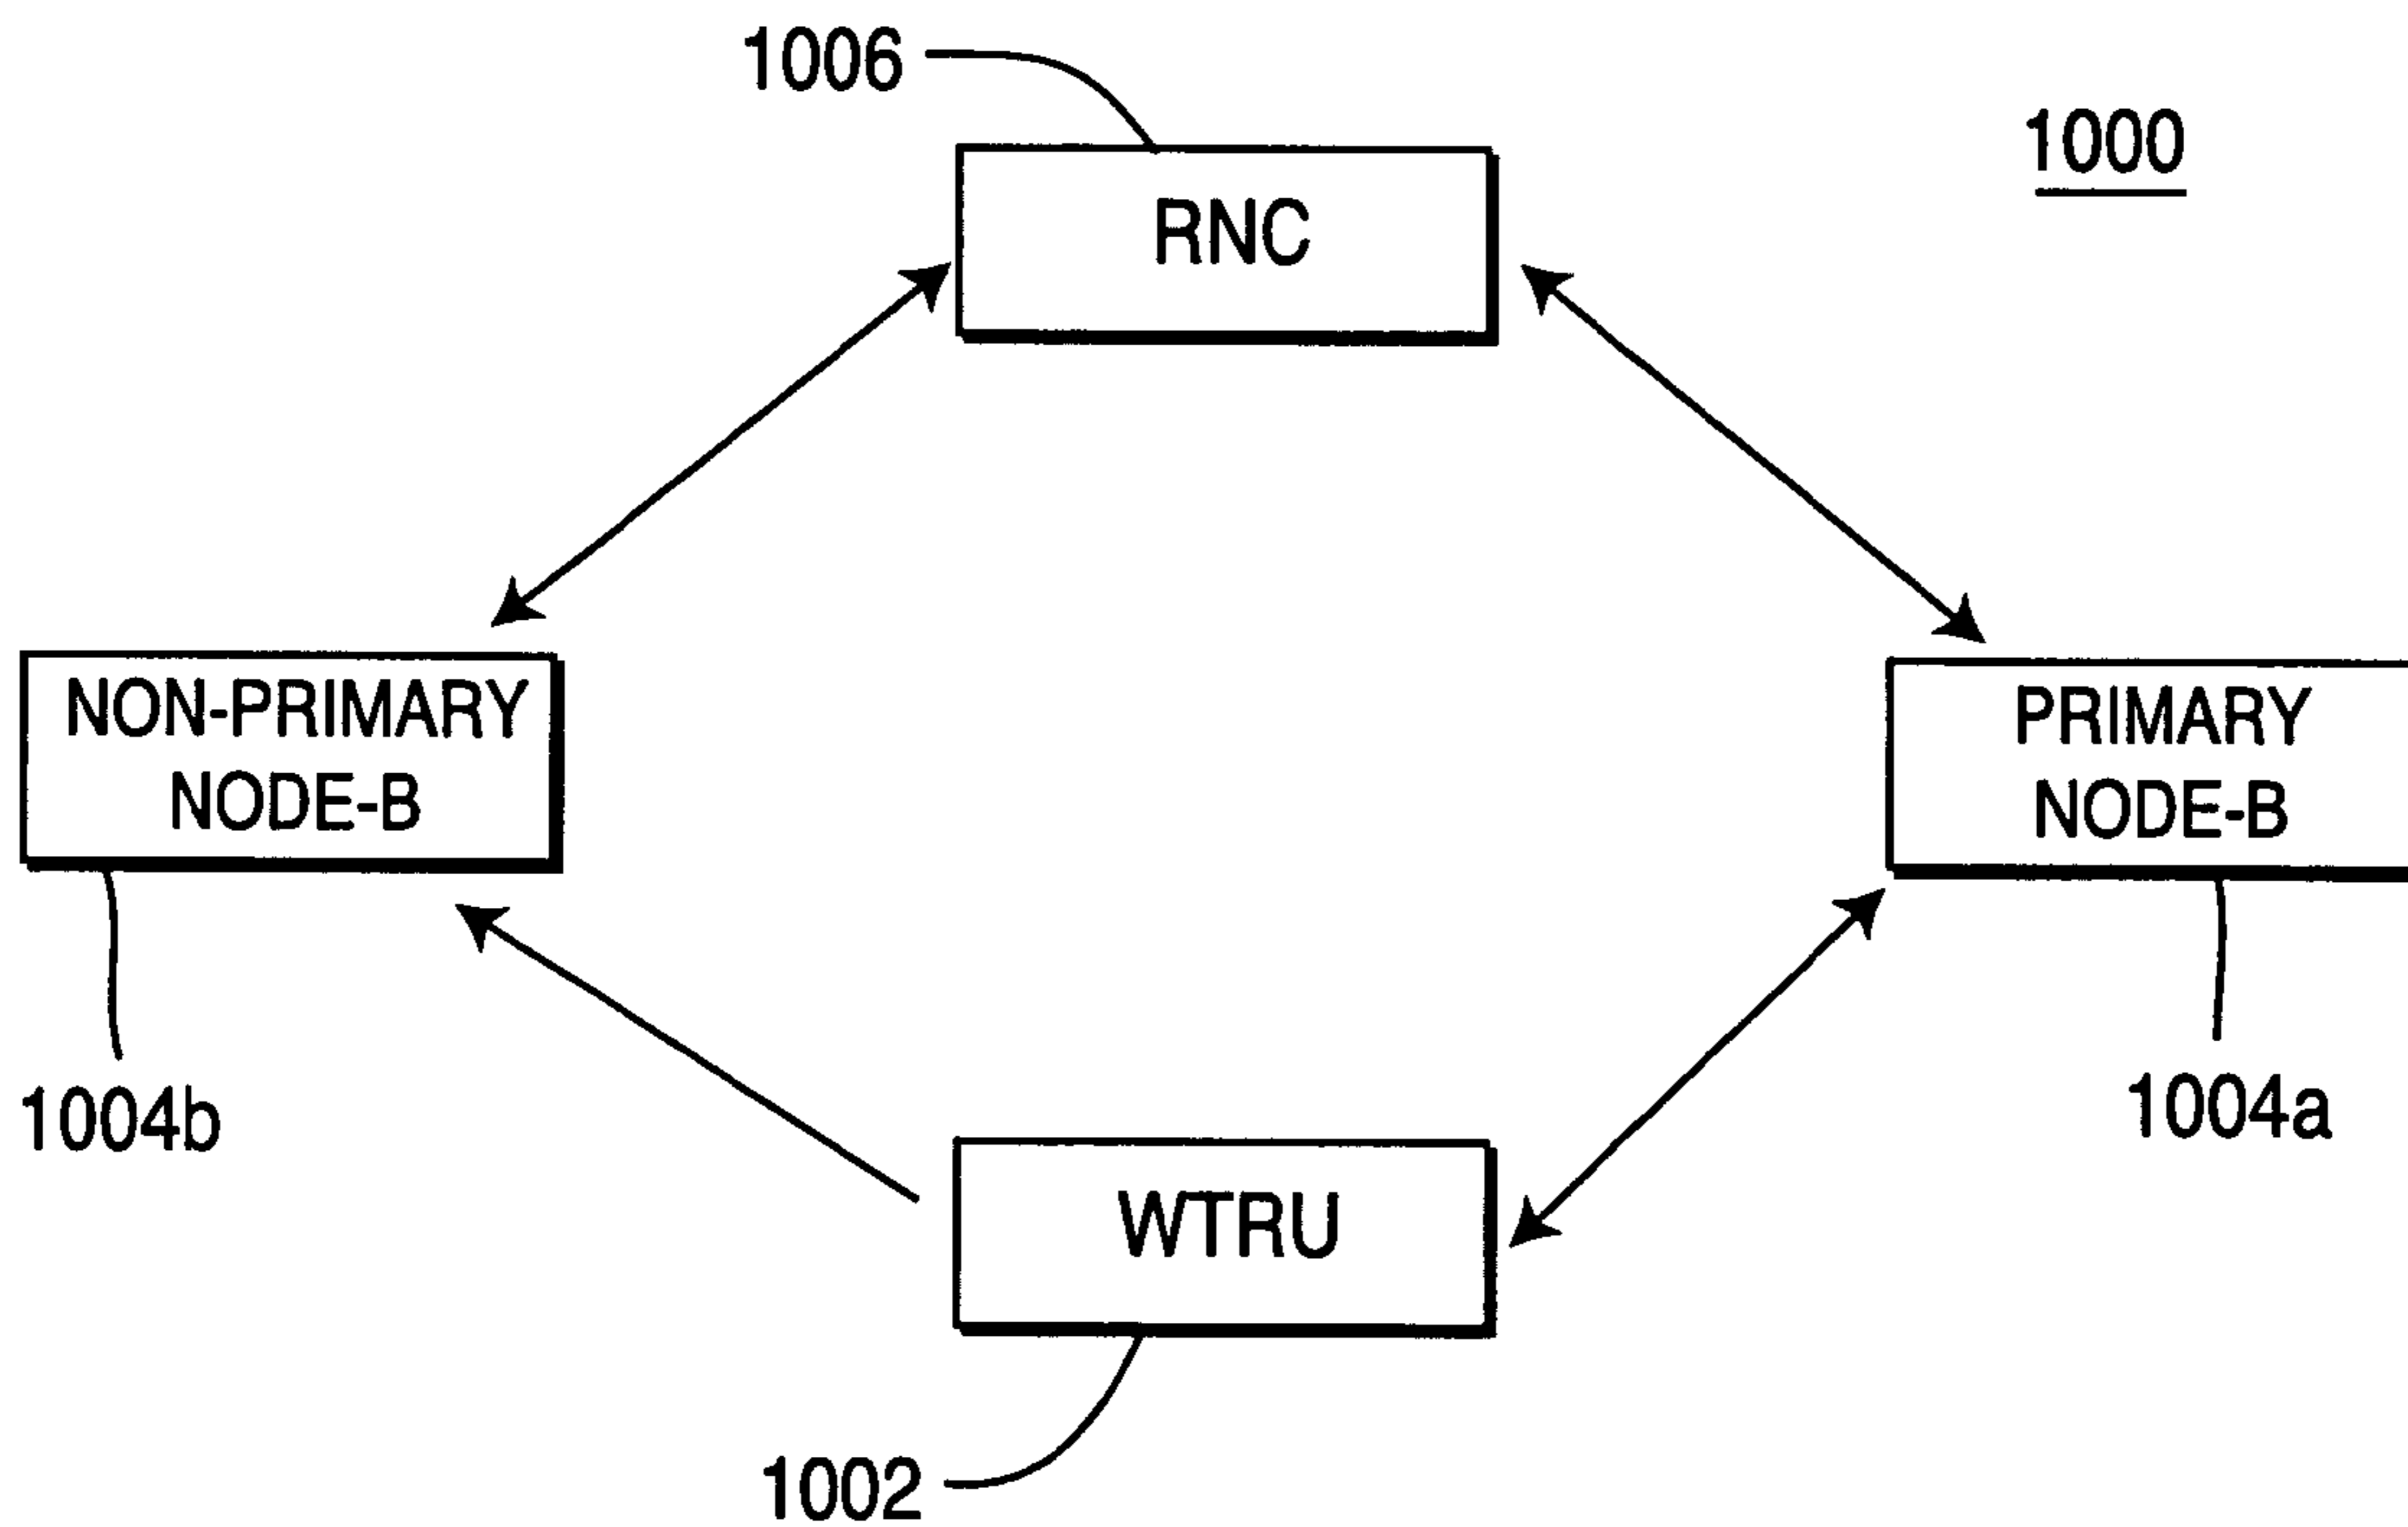 1006
1000
RNC
NON-PRIMARY
NODE-B
PRIMARY
NODE-B
1004b
1004a
WTRU
1002